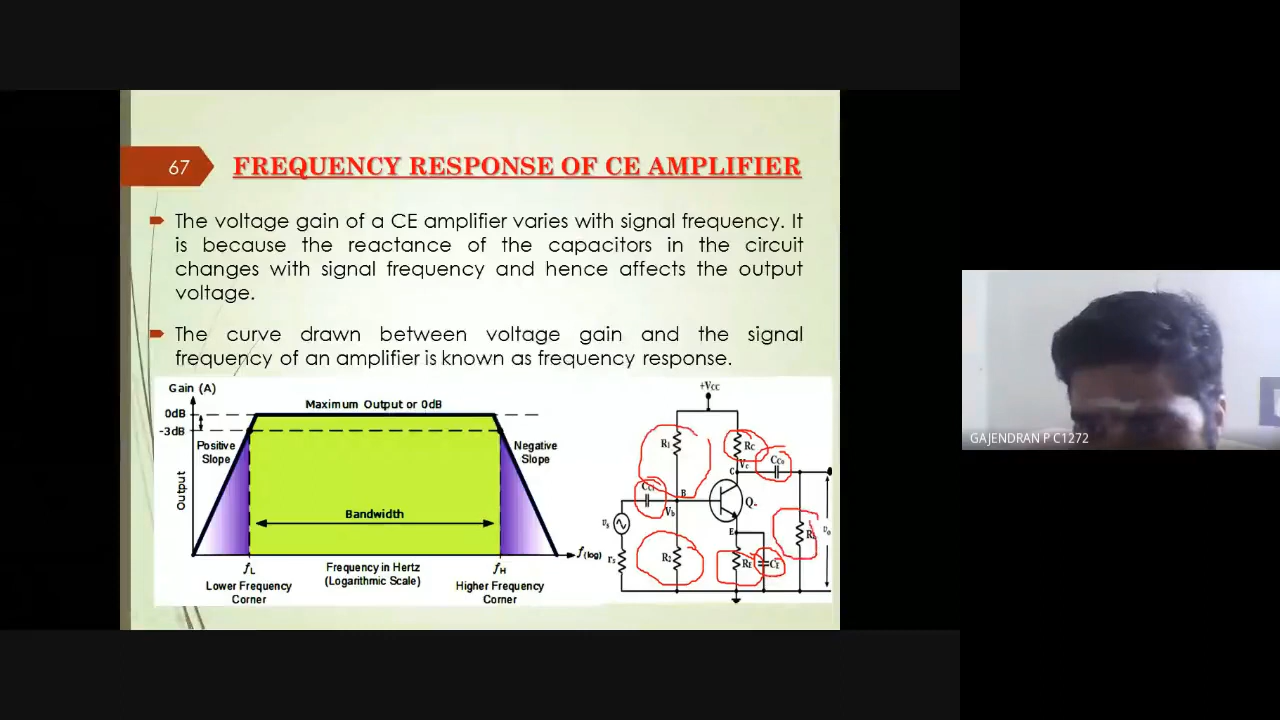 67
FREQUENCY RESPONSE OF CE AMPLIFIER
The voltage gain of a CE amplifier varies with signal frequency. It
is because the reactance of the capacitors in the circuit
changes with signal frequency and hence affects the output
voltage.
The curve drawn between voltage gain and the signal
frequency of an amplifier is known as frequency response.
Gain (A)
0dB
-3dB
Maximum Output or 0dB
Positive
Slope
Negative
Slope
Output
Bandwidth
f(log)
fL
Frequency in Hertz
(Logarithmic Scale)
fH
Lower Frequency
Corner
Higher Frequency
Corner
+VCC
R1
RC
CCo
C
Vc
B
Vb
vs
E
rs
R2
RE
CE
vo
GAJENDRAN P C1272